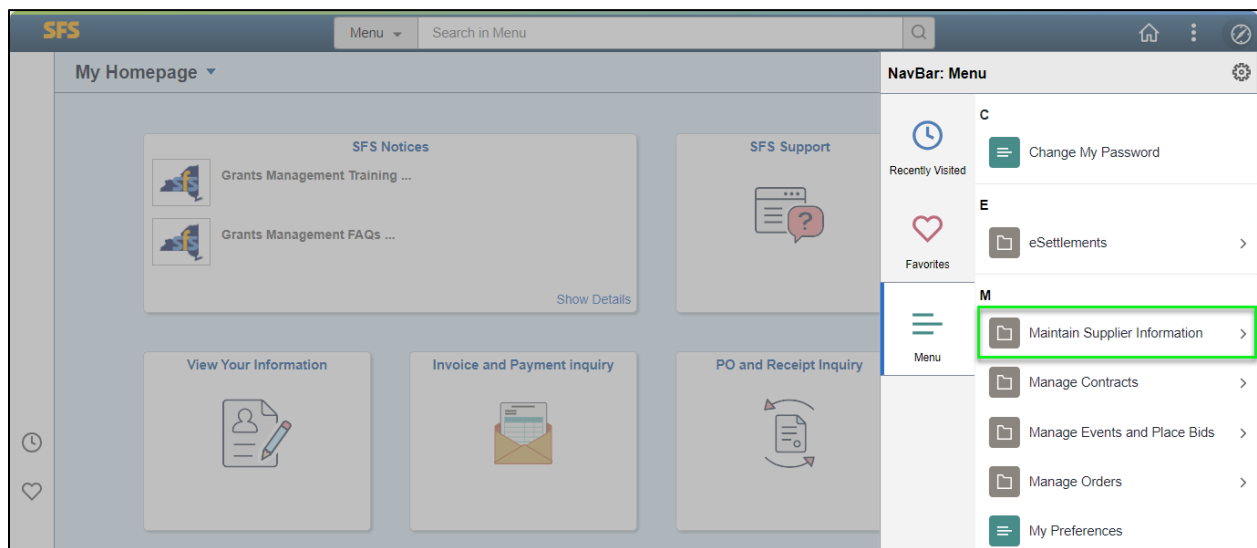 SFS
Menu
Search in Menu
My Homepage
SFS Notices
sfs
Grants Management Training ...
sfs
Grants Management FAQs ...
Show Details
SFS Support
?
View Your Information
Invoice and Payment inquiry
PO and Receipt Inquiry
NavBar: Menu
Recently Visited
Favorites
Menu
C
Change My Password
E
eSettlements
M
Maintain Supplier Information
Manage Contracts
Manage Events and Place Bids
Manage Orders
My Preferences